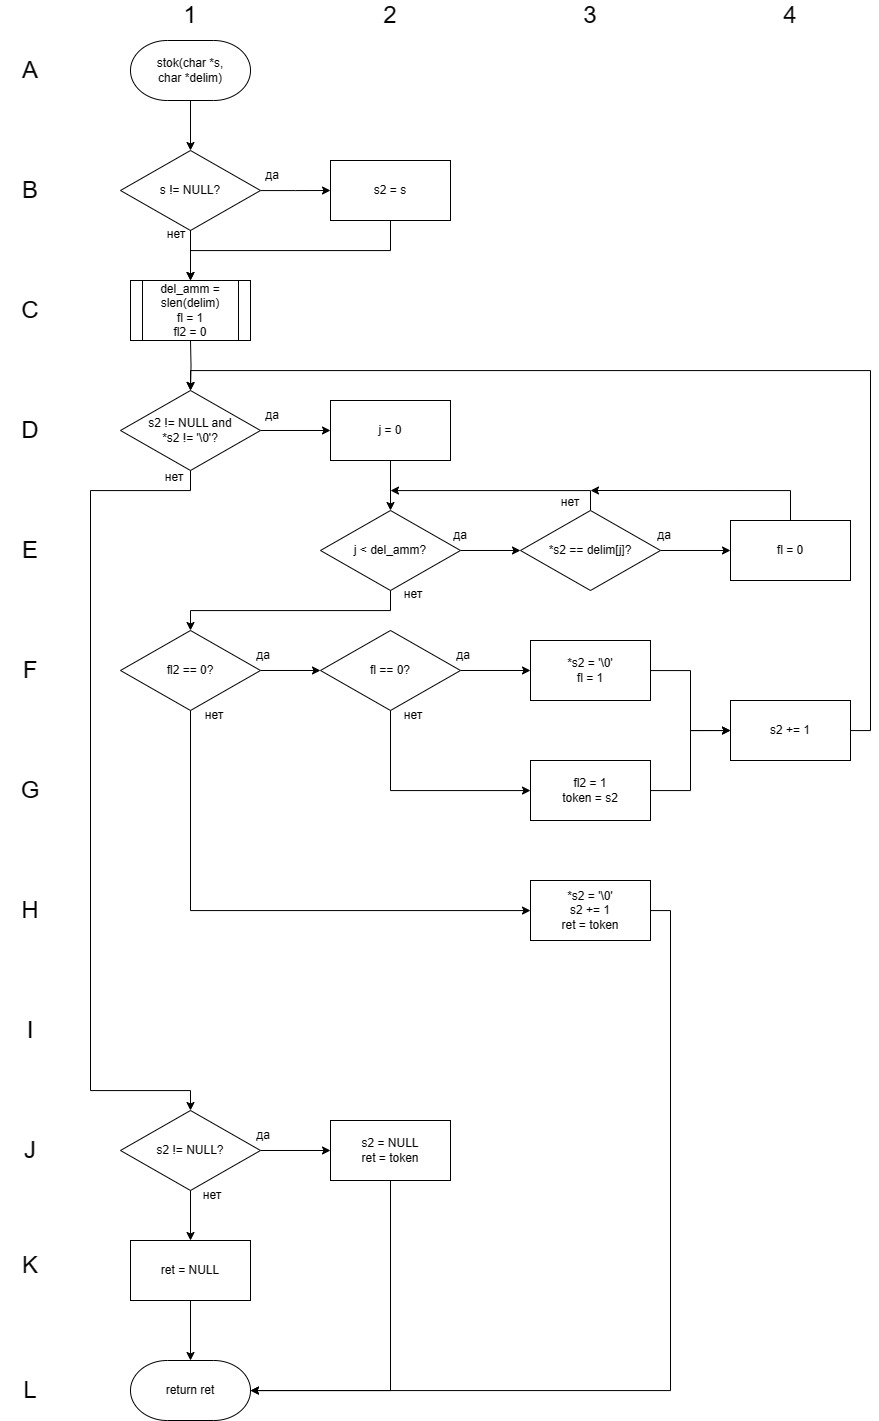 1 2 3 4
A
stok(char *s,
char *delim)
B
s != NULL?
да
s2 = s
нет
C
del_amm =
slen(delim)
fl = 1
fl2 = 0
D
s2 != NULL and
*s2 != '\0'?
да
j = 0
нет
E
j < del_amm?
да
нет
*s2 == delim[j]?
да
нет
fl = 0
F
fl2 == 0?
да
нет
fl == 0?
да
нет
*s2 = '\0'
fl = 1
s2 += 1
G
fl2 = 1
token = s2
H
*s2 = '\0'
s2 += 1
ret = token
I
J
s2 != NULL?
да
s2 = NULL
ret = token
нет
K
ret = NULL
L
return ret